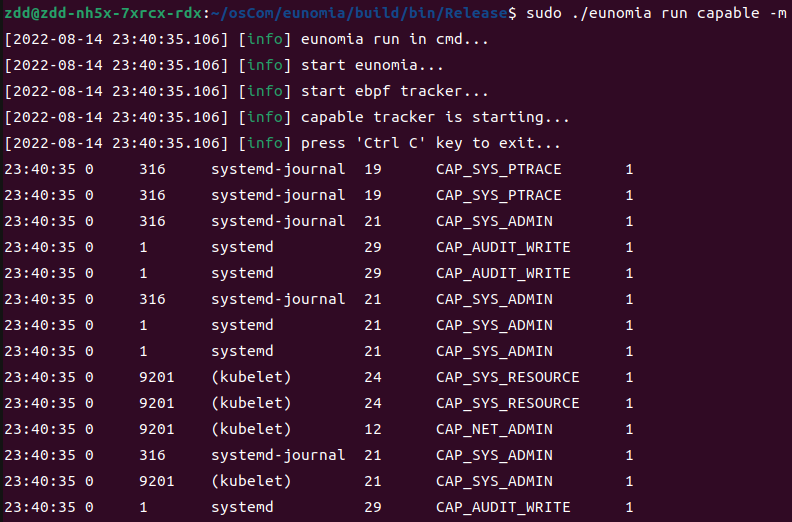 zdd@zdd-nh5x-7xrcx-rdx:~/osCom/eunomia/build/bin/Release$ sudo ./eunomia run capable -m
[2022-08-14 23:40:35.106] [info] eunomia run in cmd...
[2022-08-14 23:40:35.106] [info] start eunomia...
[2022-08-14 23:40:35.106] [info] start ebpf tracker...
[2022-08-14 23:40:35.106] [info] capable tracker is starting...
[2022-08-14 23:40:35.106] [info] press 'Ctrl C' key to exit...
23:40:35 0     316     systemd-journal  19      CAP_SYS_PTRACE       1
23:40:35 0     316     systemd-journal  19      CAP_SYS_PTRACE       1
23:40:35 0     316     systemd-journal  21      CAP_SYS_ADMIN        1
23:40:35 0     1       systemd          29      CAP_AUDIT_WRITE      1
23:40:35 0     1       systemd          29      CAP_AUDIT_WRITE      1
23:40:35 0     316     systemd-journal  21      CAP_SYS_ADMIN        1
23:40:35 0     1       systemd          21      CAP_SYS_ADMIN        1
23:40:35 0     1       systemd          21      CAP_SYS_ADMIN        1
23:40:35 0     9201    (kubelet)        24      CAP_SYS_RESOURCE     1
23:40:35 0     9201    (kubelet)        24      CAP_SYS_RESOURCE     1
23:40:35 0     9201    (kubelet)        12      CAP_NET_ADMIN        1
23:40:35 0     316     systemd-journal  21      CAP_SYS_ADMIN        1
23:40:35 0     9201    (kubelet)        21      CAP_SYS_ADMIN        1
23:40:35 0     1       systemd          29      CAP_AUDIT_WRITE      1